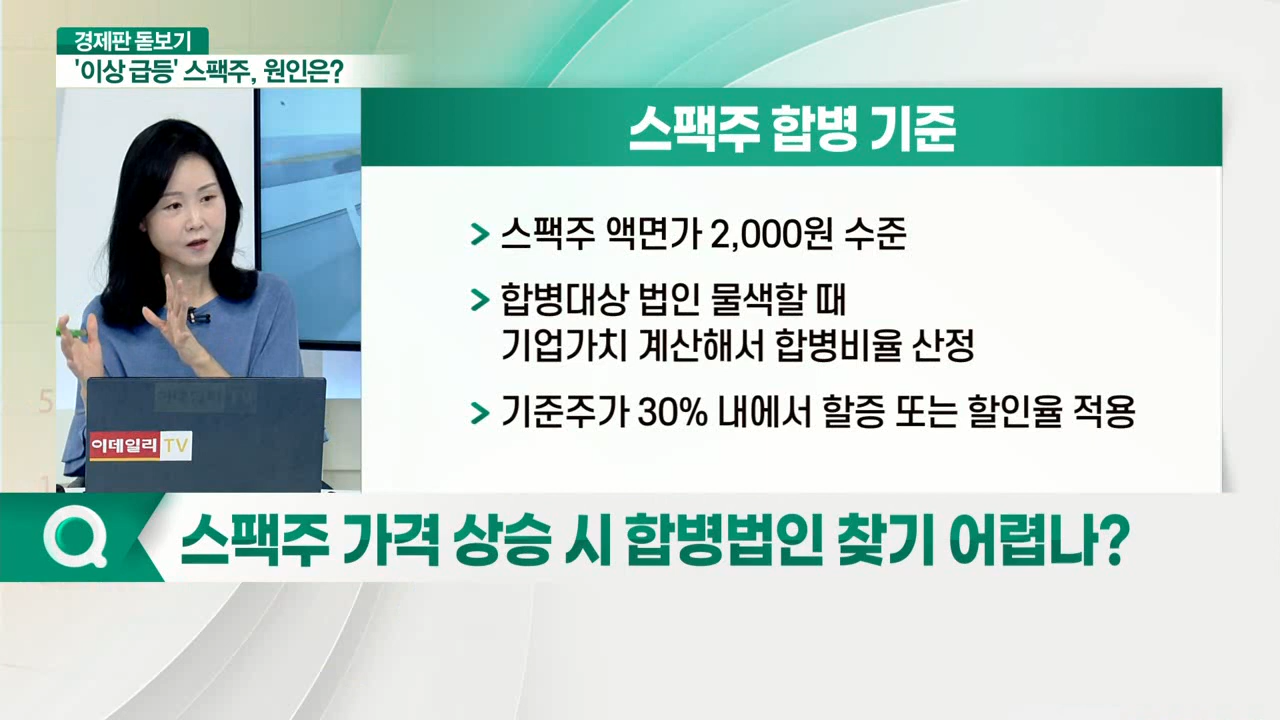 경제판 돋보기
'이상 급등' 스팩주, 원인은?
스팩주 합병 기준
> 스팩주 액면가 2,000원 수준
> 합병대상 법인 물색할 때
기업가치 계산해서 합병비율 산정
> 기준주가 30% 내에서 할증 또는 할인율 적용
이데일리 TV
스팩주 가격 상승 시 합병법인 찾기 어렵나?